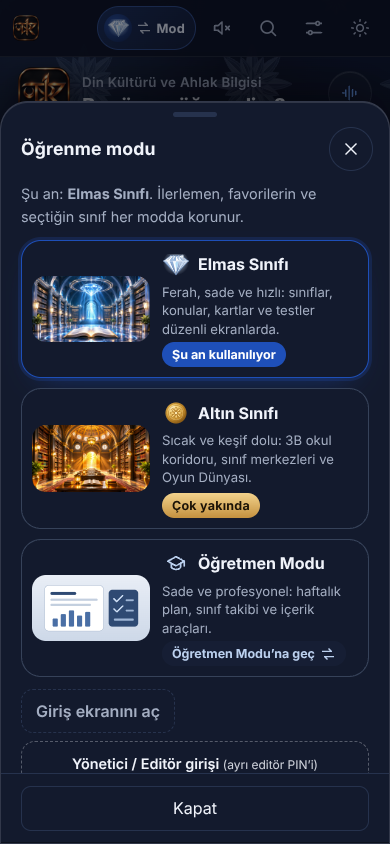 Mod
Din Kültürü ve Ahlak Bilgisi
Öğrenme modu
Şu an: Elmas Sınıfı. İlerlemen, favorilerin ve
seçtiğin sınıf her modda korunur.
Elmas Sınıfı
Ferah, sade ve hızlı: sınıflar,
konular, kartlar ve testler
düzenli ekranlarda.
Şu an kullanılıyor
Altın Sınıfı
Sıcak ve keşif dolu: 3B okul
koridoru, sınıf merkezleri ve
Oyun Dünyası.
Çok yakında
Öğretmen Modu
Sade ve profesyonel: haftalık
plan, sınıf takibi ve içerik
araçları.
Öğretmen Modu’na geç
Giriş ekranını aç
Yönetici / Editör girişi (ayrı editör PIN’i)
Kapat